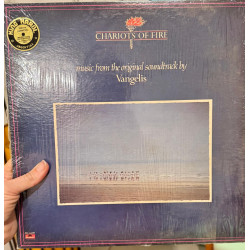 CHARIOTS OF FIRE
music from the original soundtrack by
Vangelis